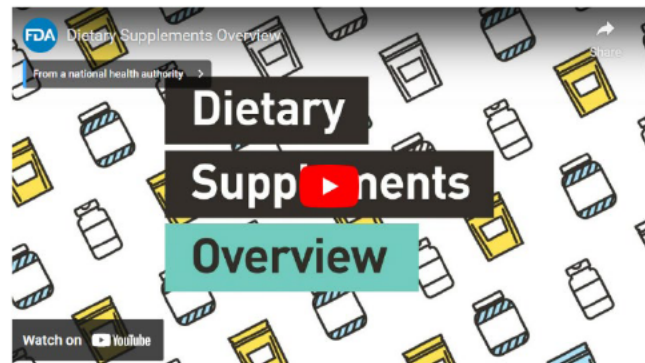 FDA Dietary Supplements Overview
Share
From a national health authority
Dietary
Supplements
Overview
Watch on YouTube